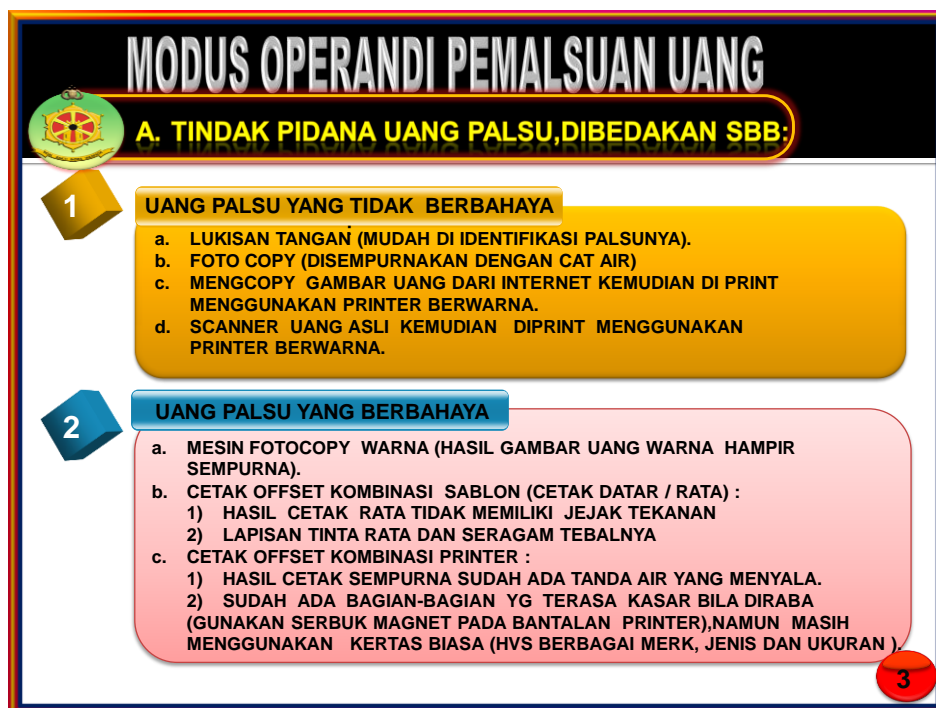 MODUS OPERANDI PEMALSUAN UANG
A. TINDAK PIDANA UANG PALSU,DIBEDAKAN SBB:
1
UANG PALSU YANG TIDAK BERBAHAYA
.
a. LUKISAN TANGAN (MUDAH DI IDENTIFIKASI PALSUNYA).
b. FOTO COPY (DISEMPURNAKAN DENGAN CAT AIR)
c. MENGCOPY GAMBAR UANG DARI INTERNET KEMUDIAN DI PRINT
MENGGUNAKAN PRINTER BERWARNA.
d. SCANNER UANG ASLI KEMUDIAN DIPRINT MENGGUNAKAN
PRINTER BERWARNA.
2
UANG PALSU YANG BERBAHAYA
a. MESIN FOTOCOPY WARNA (HASIL GAMBAR UANG WARNA HAMPIR
SEMPURNA).
b. CETAK OFFSET KOMBINASI SABLON (CETAK DATAR / RATA) :
1) HASIL CETAK RATA TIDAK MEMILIKI JEJAK TEKANAN
2) LAPISAN TINTA RATA DAN SERAGAM TEBALNYA
c. CETAK OFFSET KOMBINASI PRINTER :
1) HASIL CETAK SEMPURNA SUDAH ADA TANDA AIR YANG MENYALA.
2) SUDAH ADA BAGIAN-BAGIAN YG TERASA KASAR BILA DIRABA
(GUNAKAN SERBUK MAGNET PADA BANTALAN PRINTER),NAMUN MASIH
MENGGUNAKAN KERTAS BIASA (HVS BERBAGAI MERK, JENIS DAN UKURAN ).
3